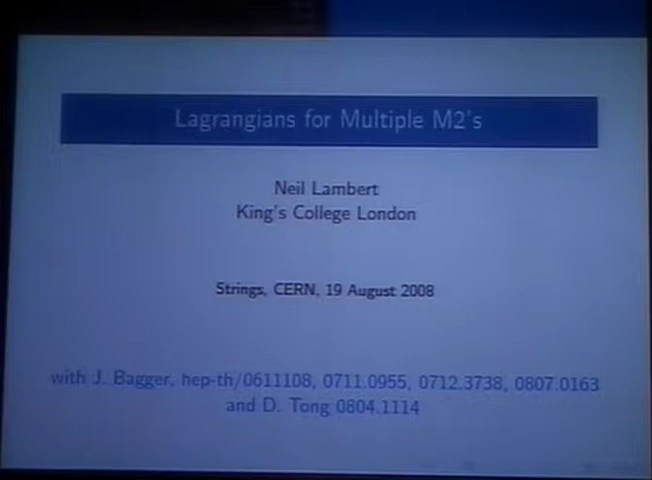 Lagrangians for Multiple M2's
Neil Lambert
King's College London
Strings, CERN, 19 August 2008
with J. Bagger, hep-th/0611108, 0711.0955, 0712.3738, 0807.0163
and D. Tong 0804.1114